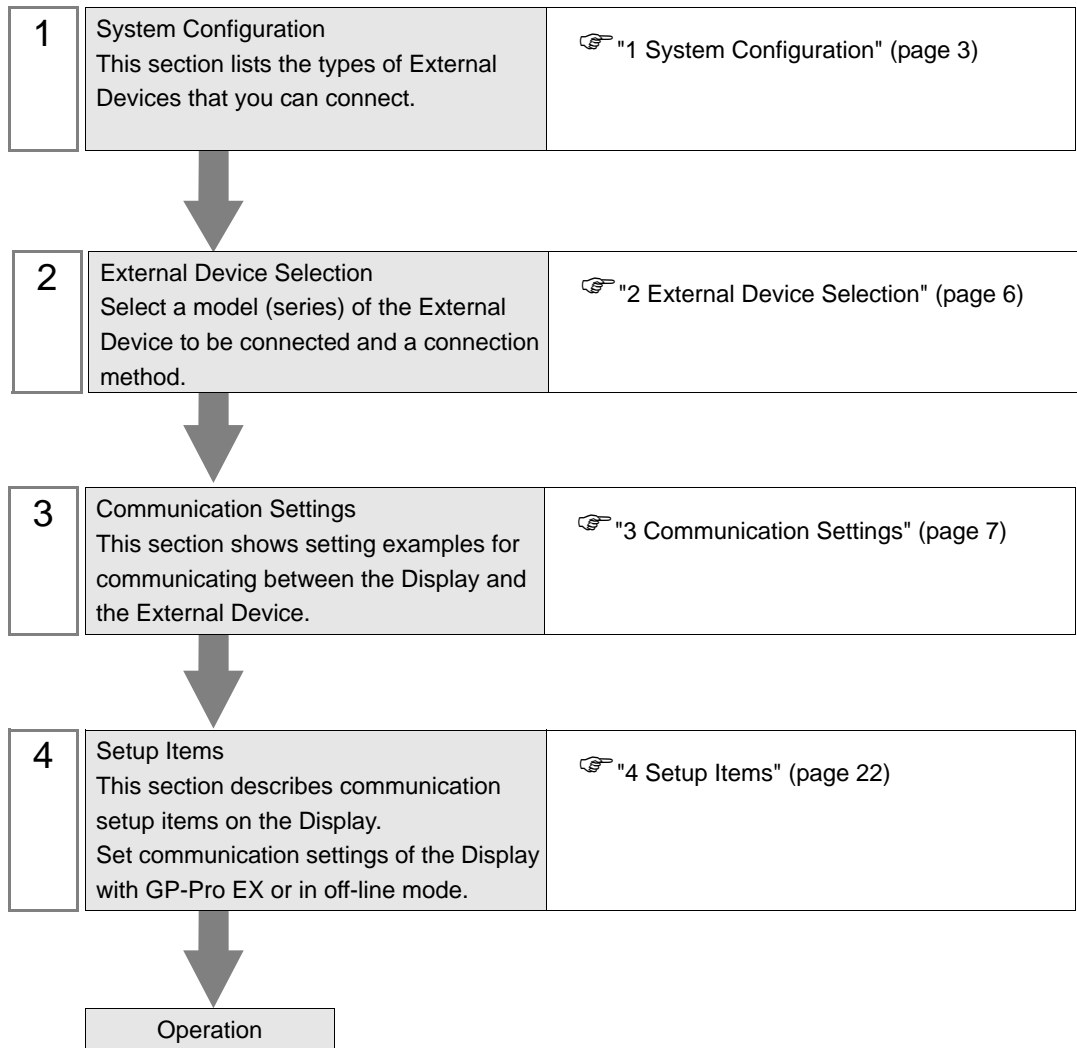 1
System Configuration
This section lists the types of External
Devices that you can connect.
"1 System Configuration" (page 3)
2
External Device Selection
Select a model (series) of the External
Device to be connected and a connection
method.
"2 External Device Selection" (page 6)
3
Communication Settings
This section shows setting examples for
communicating between the Display and
the External Device.
"3 Communication Settings" (page 7)
4
Setup Items
This section describes communication
setup items on the Display.
Set communication settings of the Display
with GP-Pro EX or in off-line mode.
"4 Setup Items" (page 22)
Operation